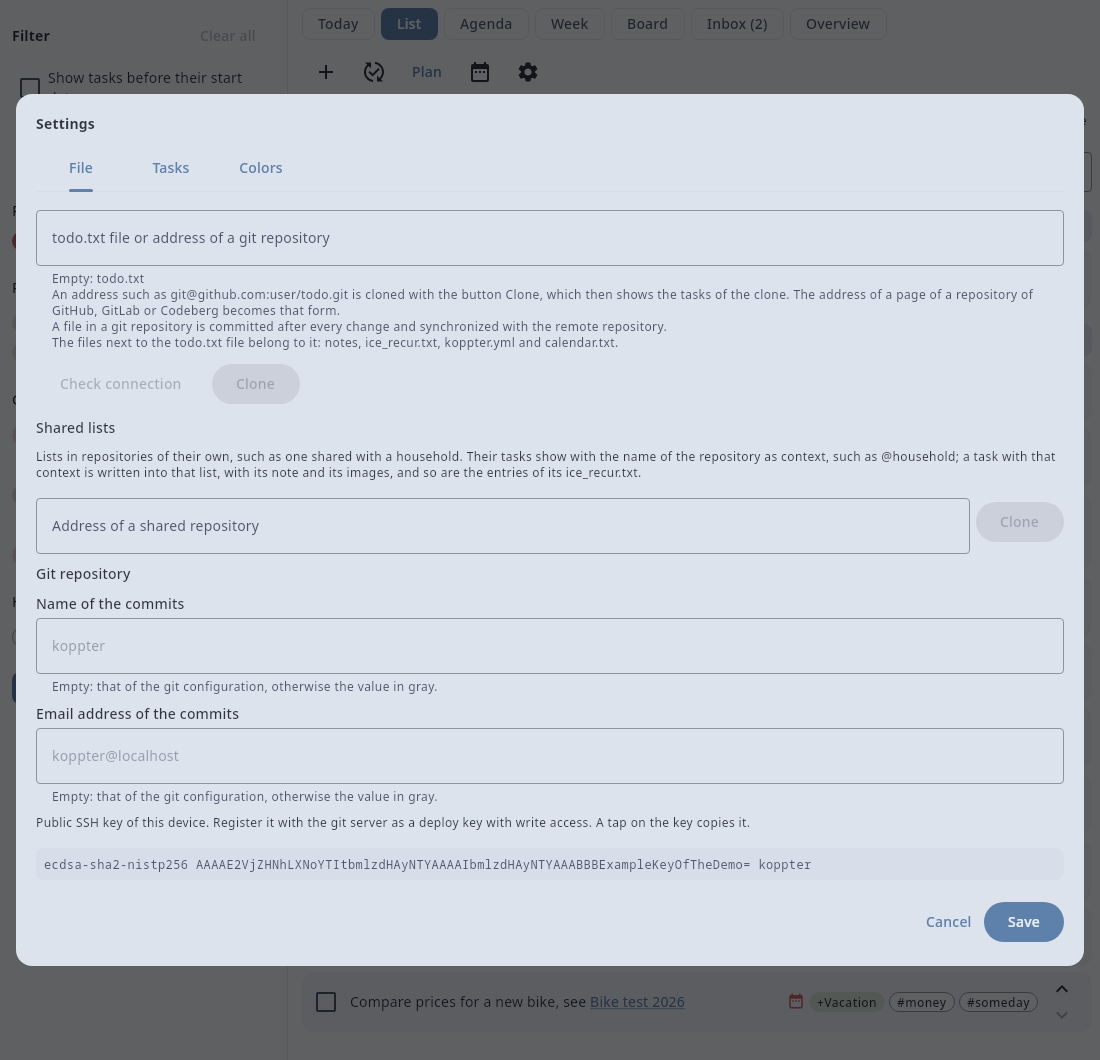 Filter
Clear all
Today
List
Agenda
Week
Board
Inbox (2)
Overview
Show tasks before their start
Plan
Settings
File
Tasks
Colors
todo.txt file or address of a git repository
Empty: todo.txt
An address such as git@github.com:user/todo.git is cloned with the button Clone, which then shows the tasks of the clone. The address of a page of a repository of
GitHub, GitLab or Codeberg becomes that form.
A file in a git repository is committed after every change and synchronized with the remote repository.
The files next to the todo.txt file belong to it: notes, ice_recur.txt, koppter.yml and calendar.txt.
Check connection
Clone
Shared lists
Lists in repositories of their own, such as one shared with a household. Their tasks show with the name of the repository as context, such as @household; a task with that
context is written into that list, with its note and its images, and so are the entries of its ice_recur.txt.
Address of a shared repository
Clone
Git repository
Name of the commits
koppter
Empty: that of the git configuration, otherwise the value in gray.
Email address of the commits
koppter@localhost
Empty: that of the git configuration, otherwise the value in gray.
Public SSH key of this device. Register it with the git server as a deploy key with write access. A tap on the key copies it.
ecdsa-sha2-nistp256 AAAAE2VjZHNhLXNoYTItbmlzdHAyNTYAAAAIbmlzdHAyNTYAAABBBExampleKeyOfTheDemo= koppter
Cancel
Save
Compare prices for a new bike, see Bike test 2026
+Vacation
#money
#someday